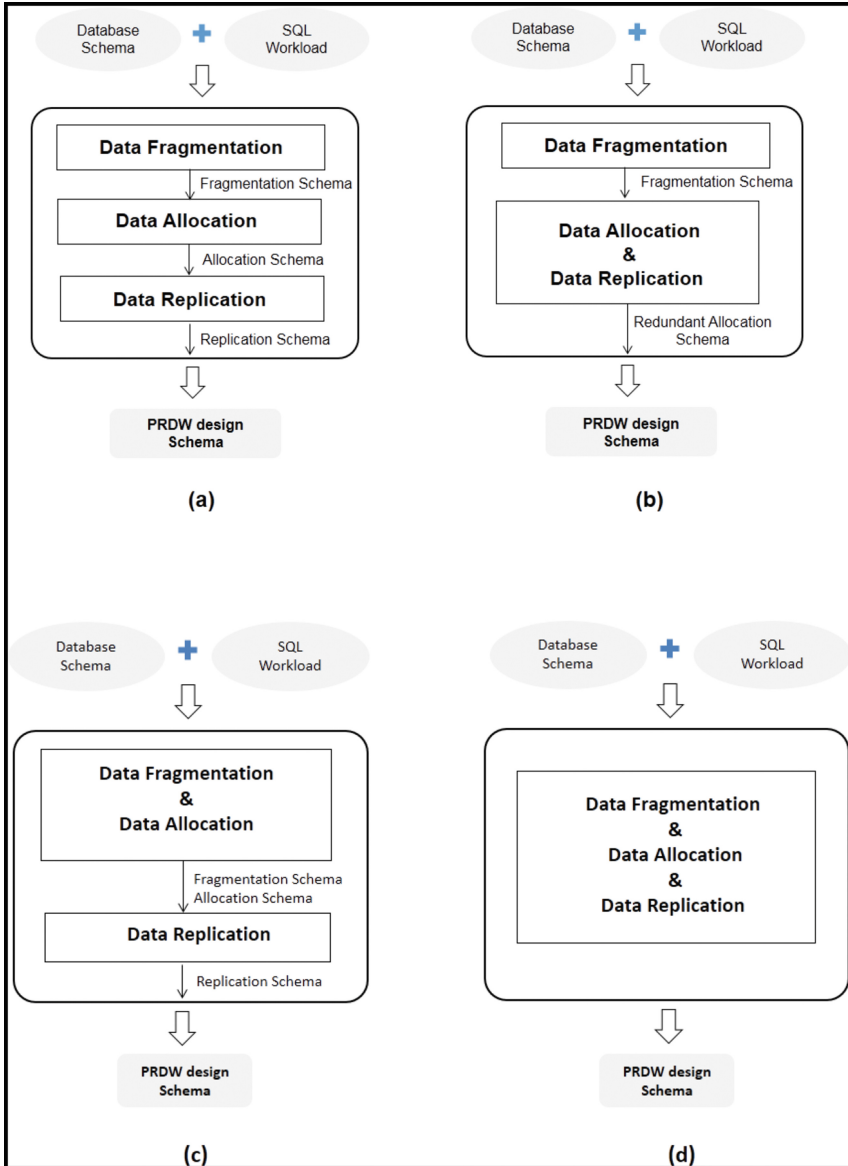 Database
Schema
+
SQL
Workload
Data Fragmentation
Fragmentation Schema
Data Allocation
Allocation Schema
Data Replication
Replication Schema
PRDW design
Schema
(a)
Database
Schema
+
SQL
Workload
Data Fragmentation
Fragmentation Schema
Data Allocation
&
Data Replication
Redundant Allocation
Schema
PRDW design
Schema
(b)
Database
Schema
+
SQL
Workload
Data Fragmentation
&
Data Allocation
Fragmentation Schema
Allocation Schema
Data Replication
Replication Schema
PRDW design
Schema
(c)
Database
Schema
+
SQL
Workload
Data Fragmentation
&
Data Allocation
&
Data Replication
PRDW design
Schema
(d)